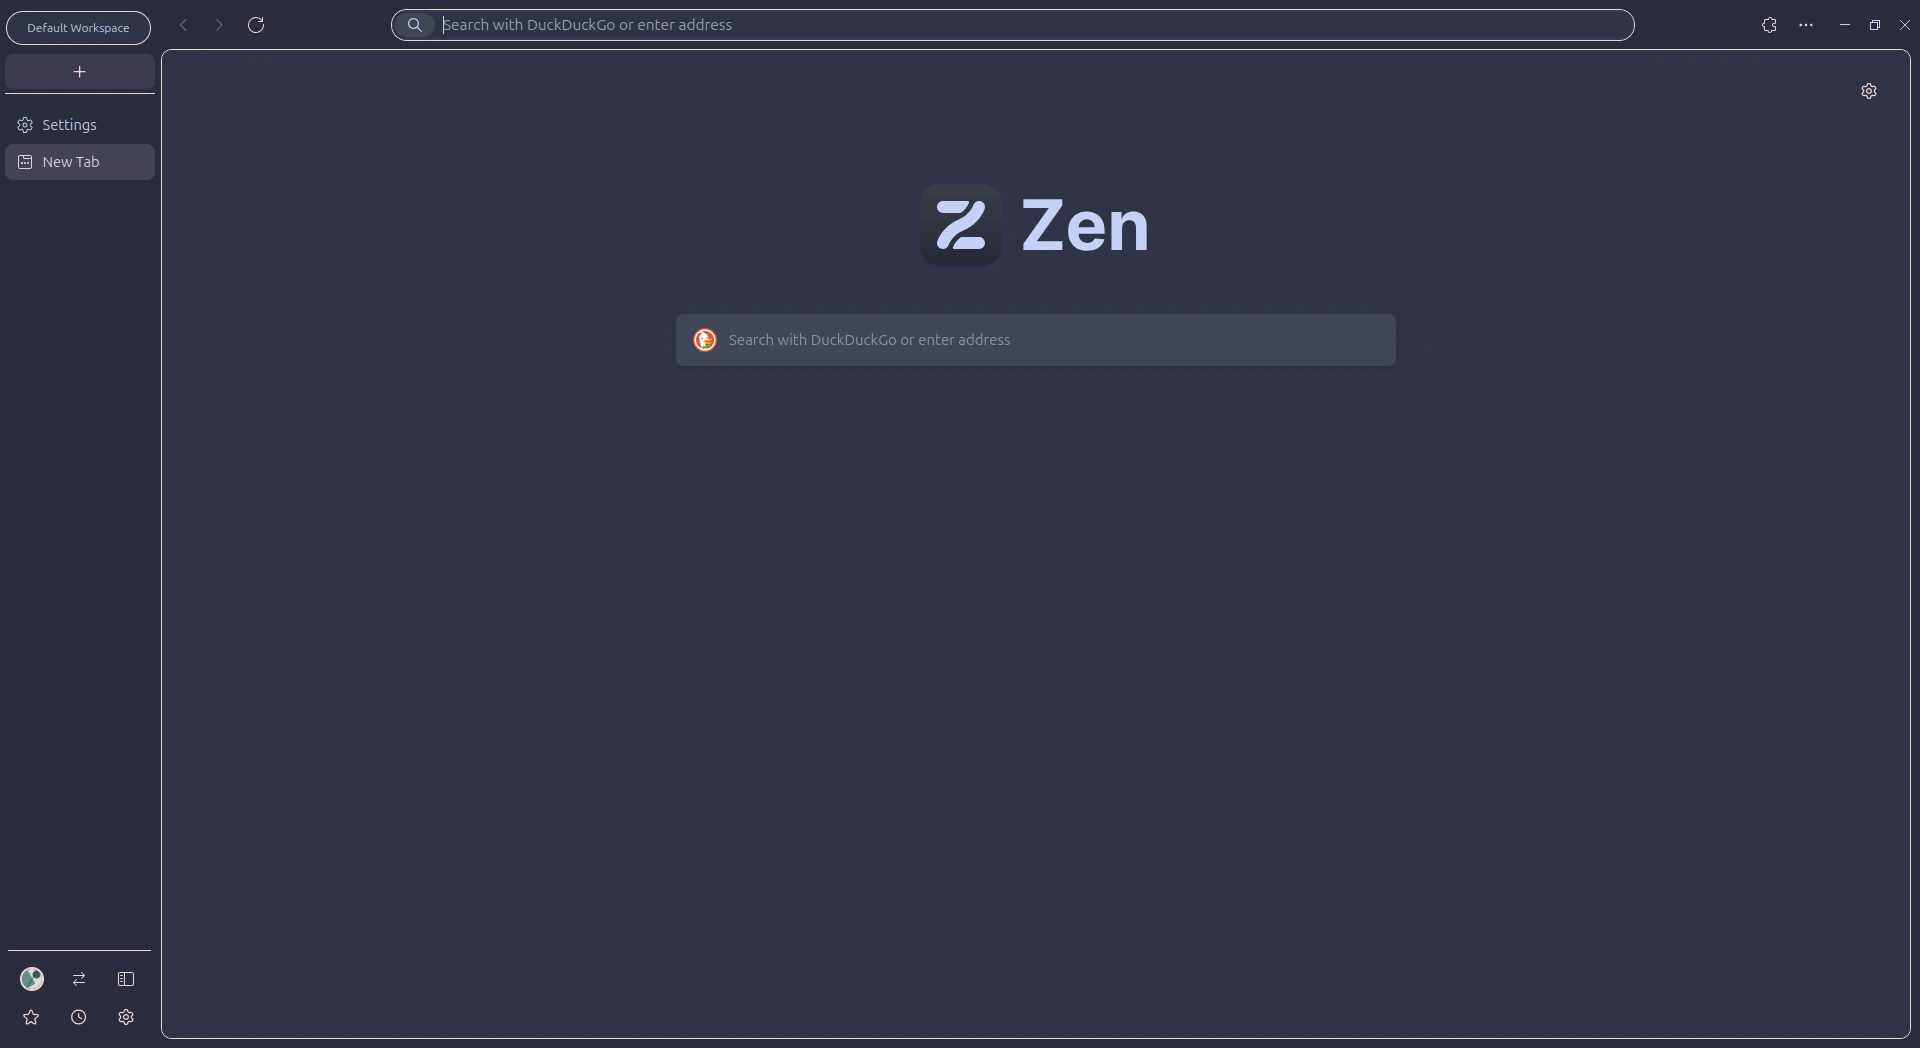 Default Workspace
Search with DuckDuckGo or enter address
Settings
New Tab
Zen
Search with DuckDuckGo or enter address